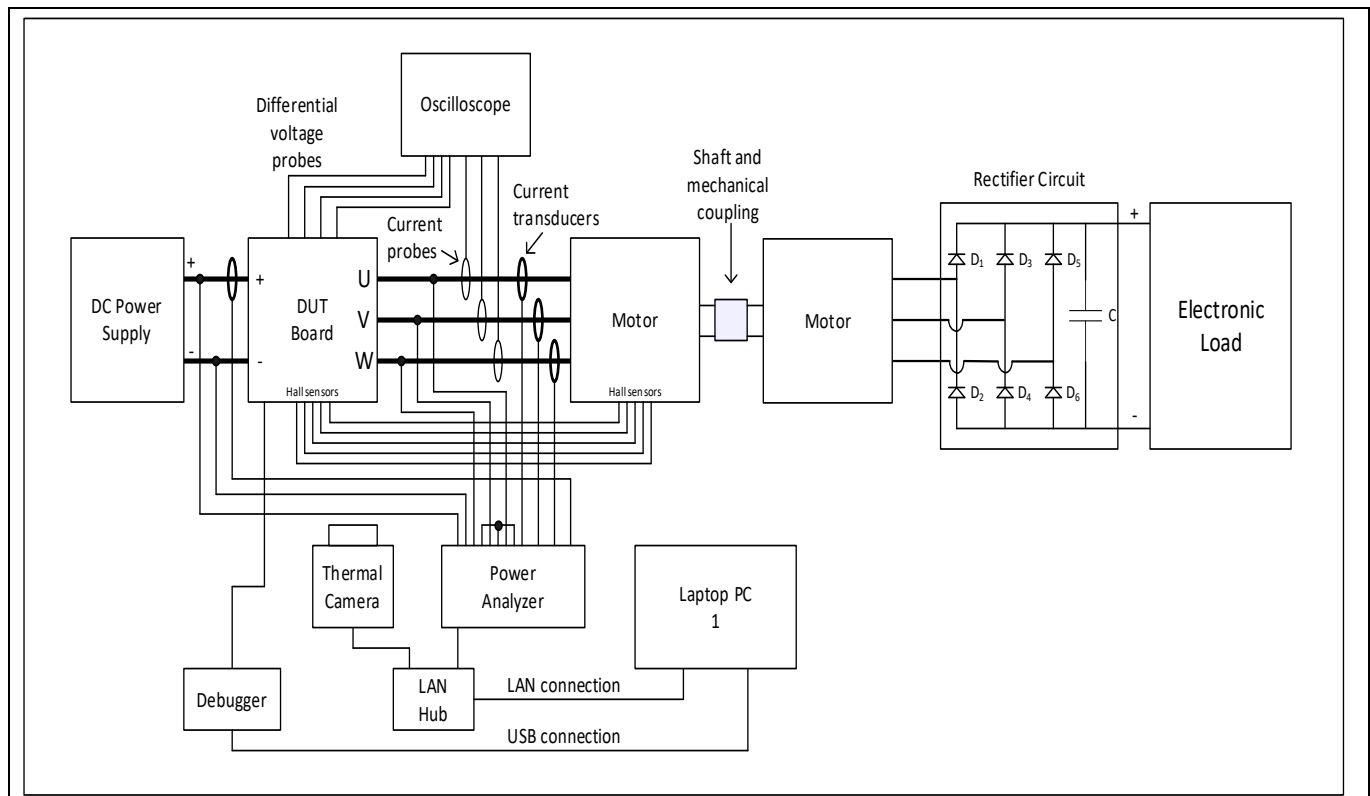 Oscilloscope
Differential
voltage
probes
Current
transducers
Current
probes
Shaft and
mechanical
coupling
Rectifier Circuit
DC Power
Supply
+
-
+
-
DUT
Board
U
V
W
Hall sensors
Motor
Hall sensors
Motor
D1
D3
D5
D2
D4
D6
C
+
-
Electronic
Load
Thermal
Camera
Power
Analyzer
Laptop PC
1
Debugger
LAN
Hub
LAN connection
USB connection